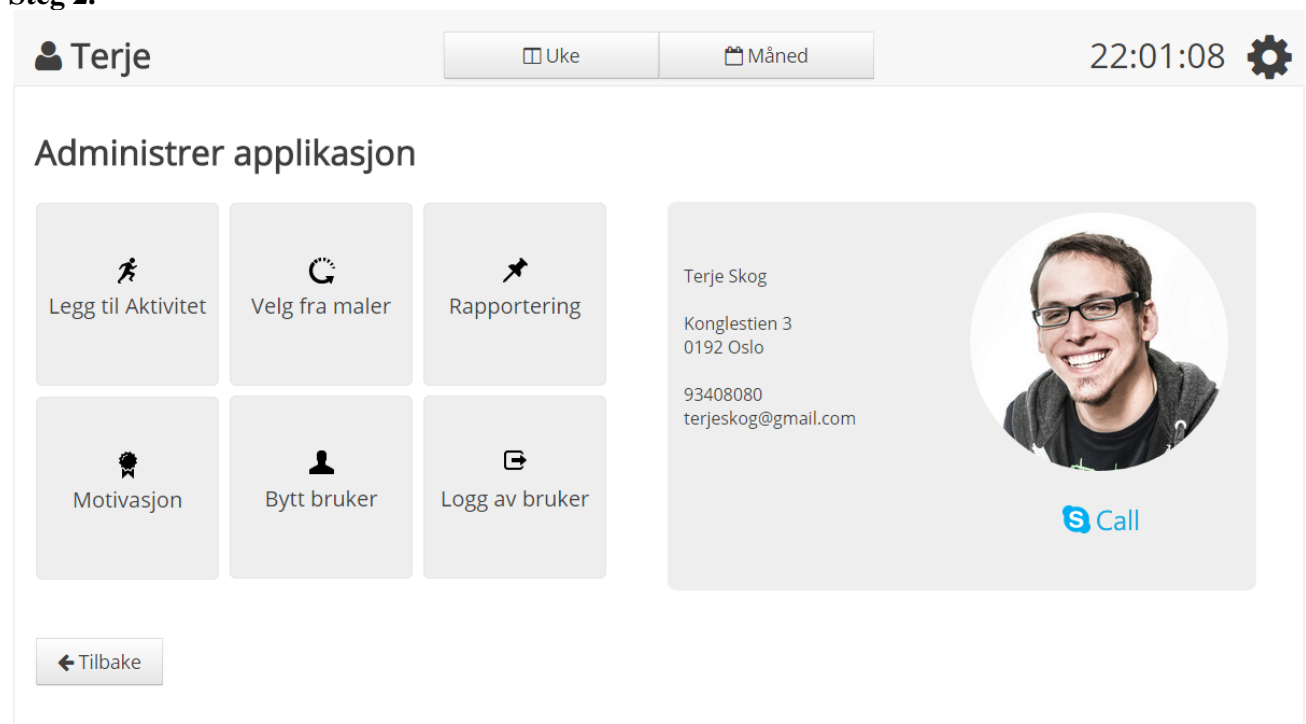 Steg 2.
Terje
Uke
Måned
22:01:08
Administrer applikasjon
Legg til Aktivitet
Velg fra maler
Rapportering
Motivasjon
Bytt bruker
Logg av bruker
Terje Skog
Konglestien 3
0192 Oslo
93408080
terjeskog@gmail.com
Call
Tilbake